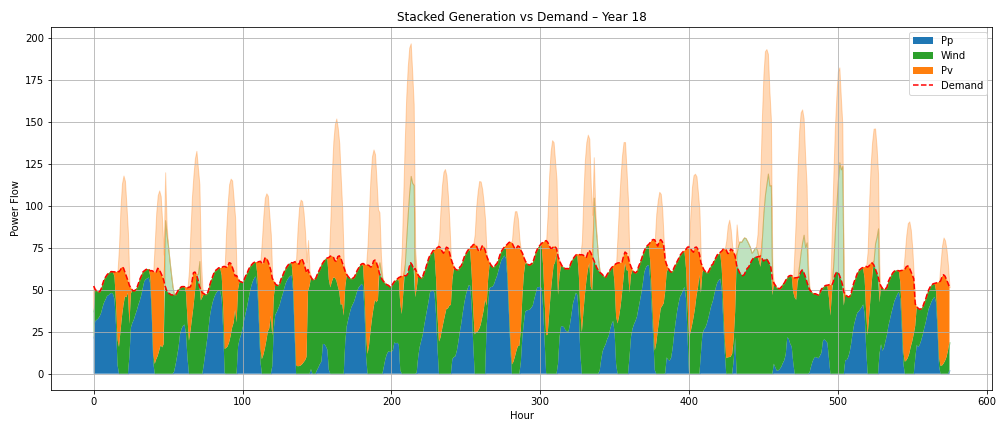 Stacked Generation vs Demand – Year 18
Power Flow
200
175
150
125
100
75
50
25
0
0 100 200 300 400 500 600
Hour
Pp
Wind
Pv
Demand